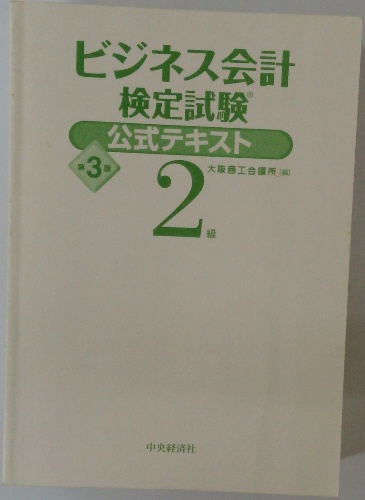 ビジネス会計
検定試験®
公式テキスト
第3版
大阪商工会議所[編]
2級
中央経済社